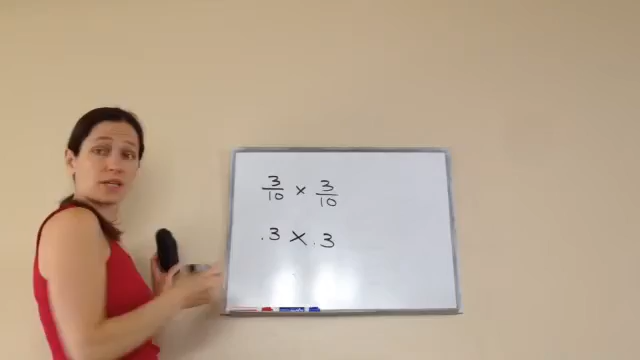 3/10 × 3/10
.3 × .3